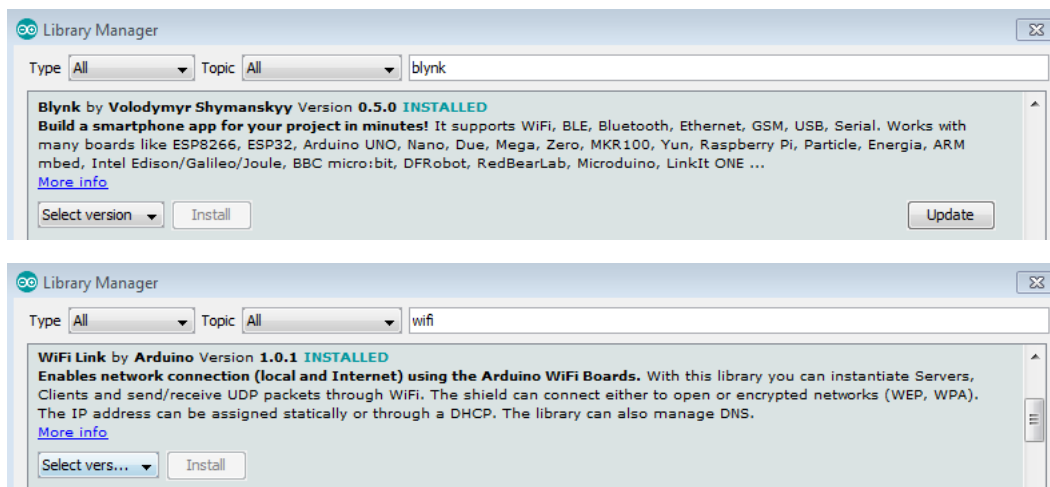 Library Manager
Type All Topic All blynk
Blynk by Volodymyr Shymanskyy Version 0.5.0 INSTALLED
Build a smartphone app for your project in minutes! It supports WiFi, BLE, Bluetooth, Ethernet, GSM, USB, Serial. Works with
many boards like ESP8266, ESP32, Arduino UNO, Nano, Due, Mega, Zero, MKR100, Yun, Raspberry Pi, Particle, Energia, ARM
mbed, Intel Edison/Galileo/Joule, BBC micro:bit, DFRobot, RedBearLab, Microduino, LinkIt ONE ...
More info
Select version Install Update
Library Manager
Type All Topic All wifi
WiFi Link by Arduino Version 1.0.1 INSTALLED
Enables network connection (local and Internet) using the Arduino WiFi Boards. With this library you can instantiate Servers,
Clients and send/receive UDP packets through WiFi. The shield can connect either to open or encrypted networks (WEP, WPA).
The IP address can be assigned statically or through a DHCP. The library can also manage DNS.
More info
Select vers... Install